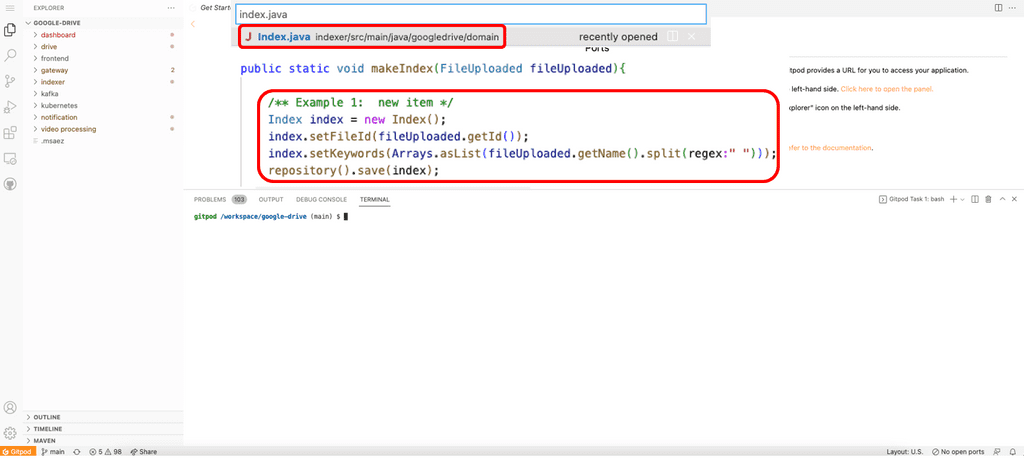 EXPLORER
GOOGLE-DRIVE
dashboard
drive
frontend
gateway 2
indexer
kafka
kubernetes
notification
video processing
.msaez
OUTLINE
TIMELINE
MAVEN
Get Starte
index.java
Index.java indexer/src/main/java/googledrive/domain recently opened
Ports
public static void makeIndex(FileUploaded fileUploaded){
/** Example 1:  new item */
Index index = new Index();
index.setFileId(fileUploaded.getId());
index.setKeywords(Arrays.asList(fileUploaded.getName().split(regex:" ")));
repository().save(index);
itpod provides a URL for you to access your application.
left-hand side. Click here to open the panel.
xplorer" icon on the left-hand side.
efer to the documentation.
PROBLEMS 103 OUTPUT DEBUG CONSOLE TERMINAL
Gitpod Task 1: bash
gitpod /workspace/google-drive (main) $
Gitpod main 5 98 Share Layout: U.S. No open ports